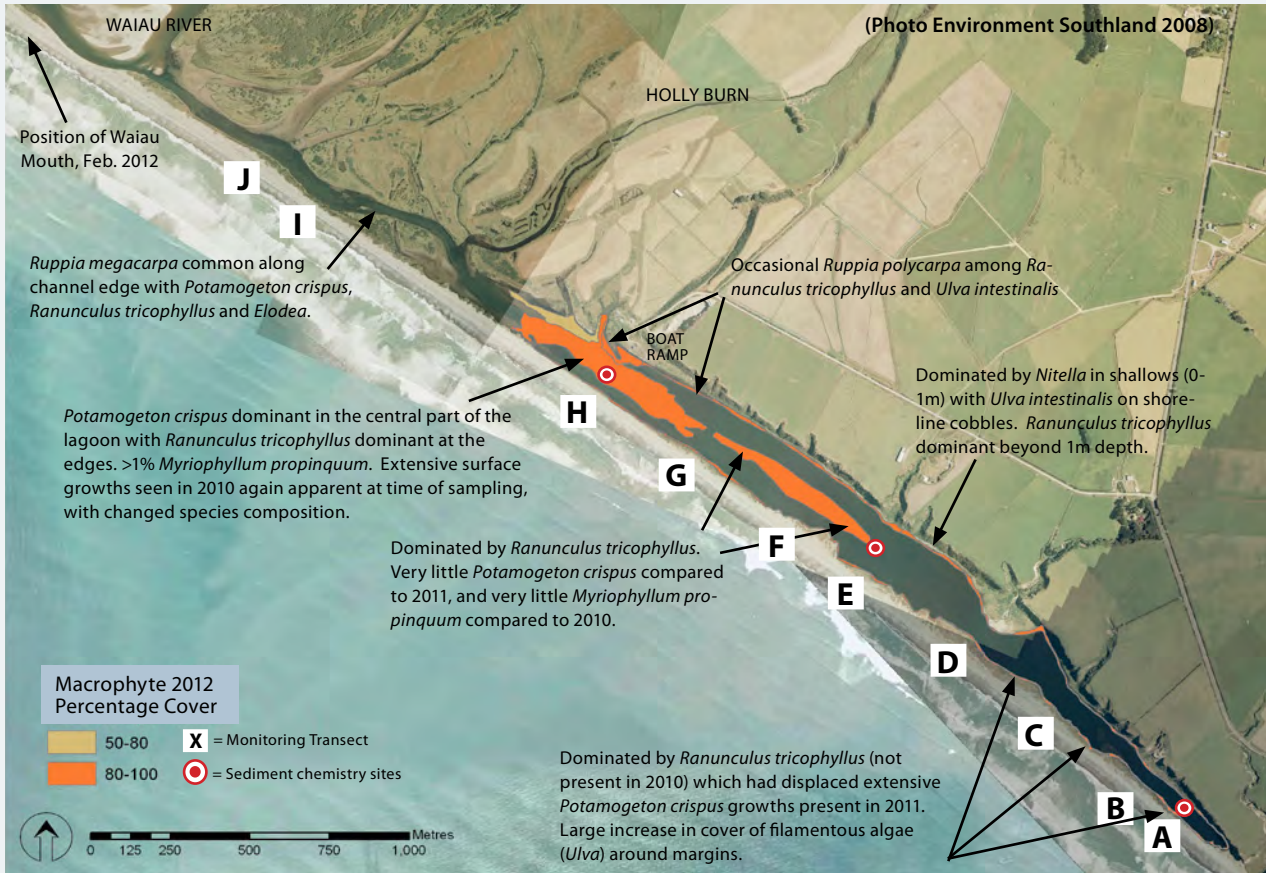 WAIAU RIVER
(Photo Environment Southland 2008)
HOLLY BURN
Position of Waiau
Mouth, Feb. 2012
J
I
Ruppia megacarpa common along
channel edge with Potamogeton crispus,
Ranunculus tricophyllus and Elodea.
Occasional Ruppia polycarpa among Ra-
nunculus tricophyllus and Ulva intestinalis
BOAT
RAMP
Dominated by Nitella in shallows (0-
1m) with Ulva intestinalis on shore-
line cobbles. Ranunculus tricophyllus
dominant beyond 1m depth.
Potamogeton crispus dominant in the central part of the
lagoon with Ranunculus tricophyllus dominant at the
edges. >1% Myriophyllum propinquum. Extensive surface
growths seen in 2010 again apparent at time of sampling,
with changed species composition.
H
G
Dominated by Ranunculus tricophyllus.
Very little Potamogeton crispus compared
to 2011, and very little Myriophyllum pro-
pinquum compared to 2010.
F
E
D
C
B
A
Macrophyte 2012
Percentage Cover
50-80
X = Monitoring Transect
80-100
= Sediment chemistry sites
Metres
0 125 250 500 750 1,000
Dominated by Ranunculus tricophyllus (not
present in 2010) which had displaced extensive
Potamogeton crispus growths present in 2011.
Large increase in cover of filamentous algae
(Ulva) around margins.